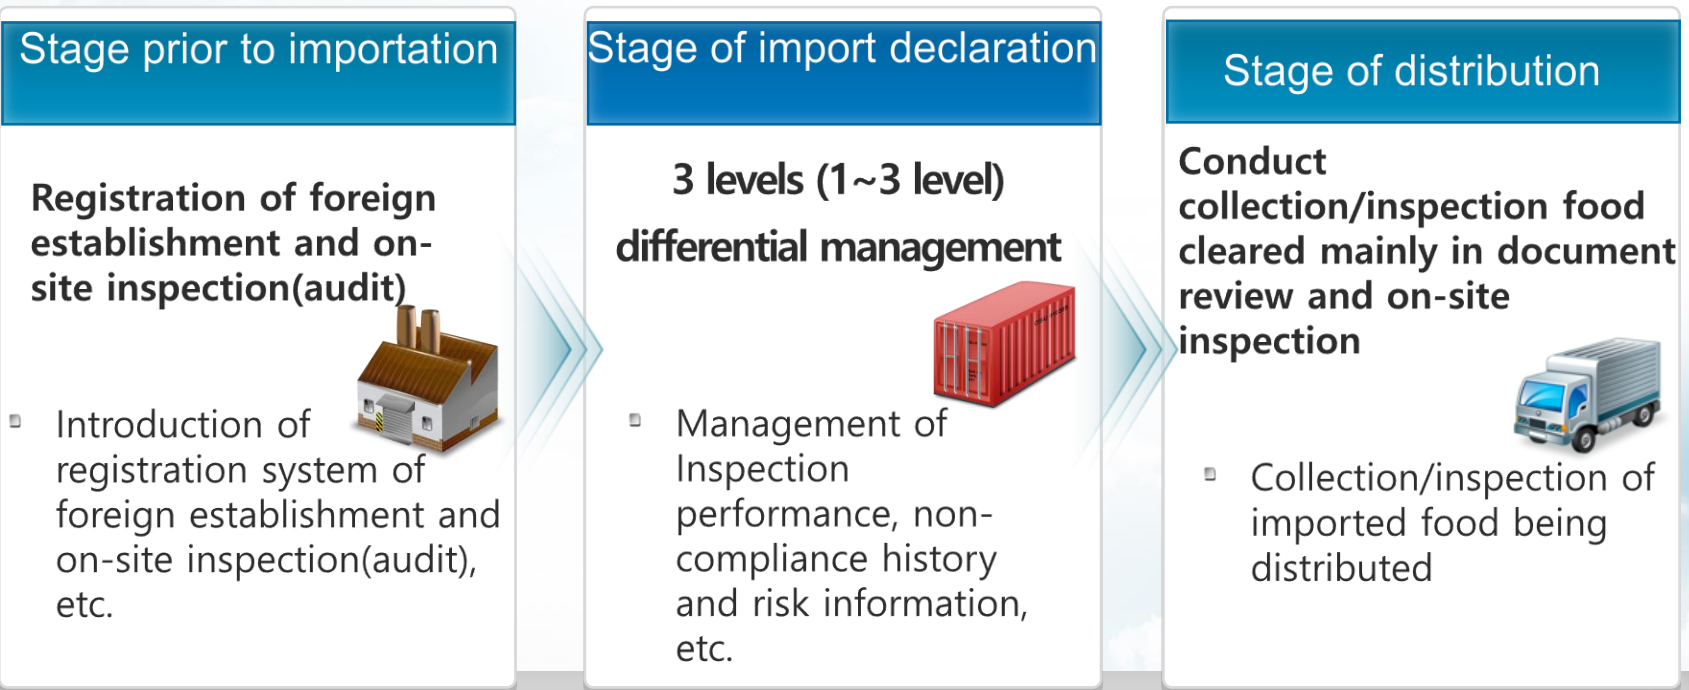 Stage prior to importation
Registration of foreign
establishment and on-
site inspection(audit)
Introduction of
registration system of
foreign establishment and
on-site inspection(audit),
etc.
Stage of import declaration
3 levels (1~3 level)
differential management
Management of
Inspection
performance, non-
compliance history
and risk information,
etc.
Stage of distribution
Conduct
collection/inspection food
cleared mainly in document
review and on-site
inspection
Collection/inspection of
imported food being
distributed